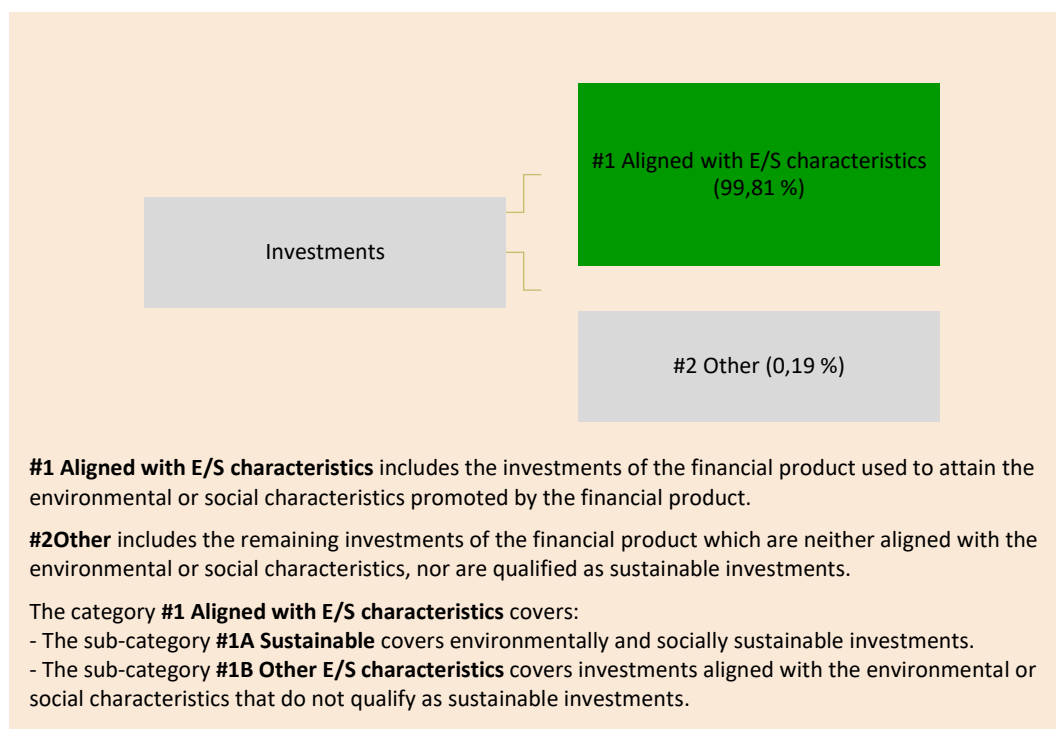 #1 Aligned with E/S characteristics
(99,81 %)
Investments
#2 Other (0,19 %)
#1 Aligned with E/S characteristics includes the investments of the financial product used to attain the
environmental or social characteristics promoted by the financial product.
#2Other includes the remaining investments of the financial product which are neither aligned with the
environmental or social characteristics, nor are qualified as sustainable investments.
The category #1 Aligned with E/S characteristics covers:
- The sub-category #1A Sustainable covers environmentally and socially sustainable investments.
- The sub-category #1B Other E/S characteristics covers investments aligned with the environmental or
social characteristics that do not qualify as sustainable investments.